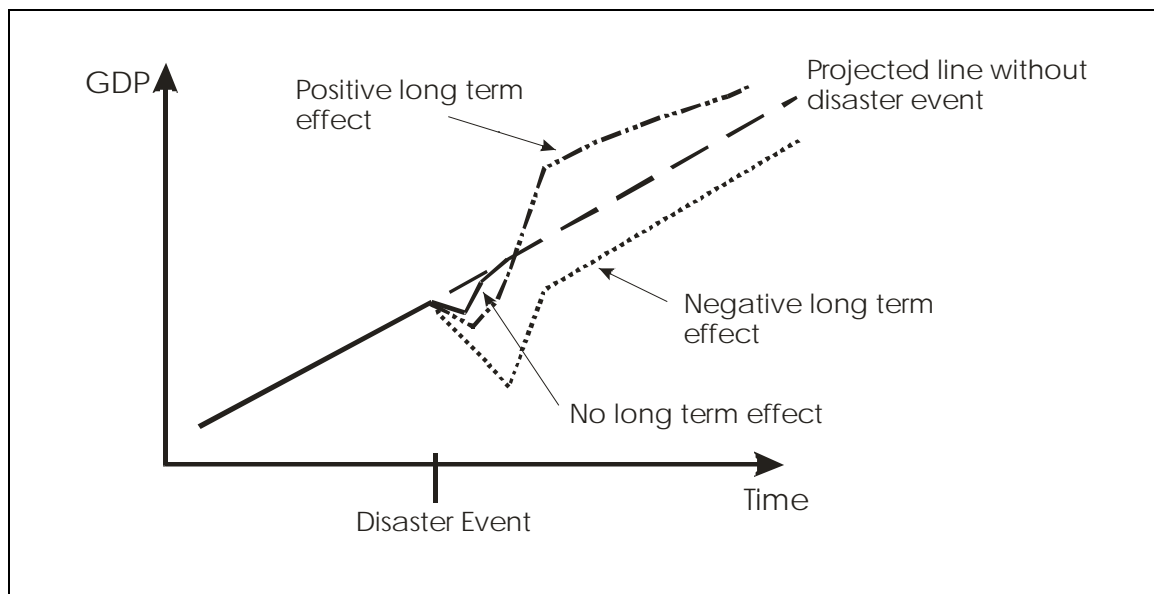 GDP
Positive long term
effect
Projected line without
disaster event
Negative long term
effect
No long term effect
Time
Disaster Event